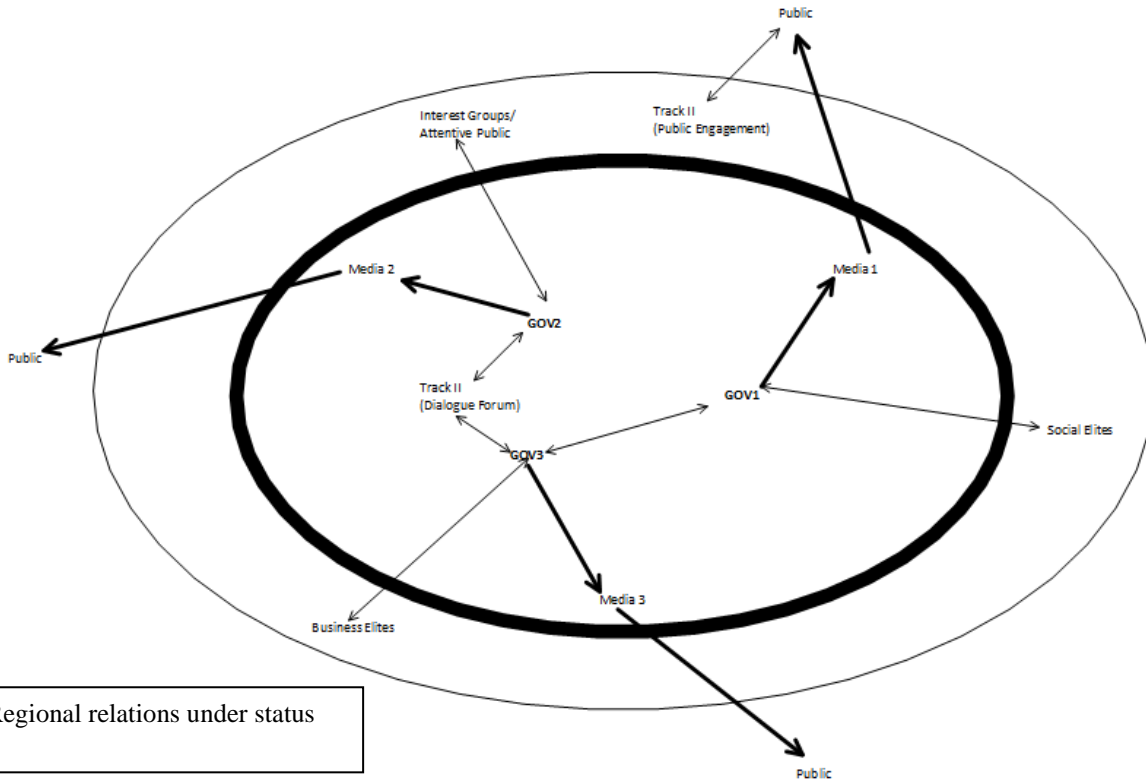 Public
Interest Groups/
Attentive Public
Track II
(Public Engagement)
Media 2
Media 1
GOV2
Public
Track II
(Dialogue Forum)
GOV1
Social Elites
GOV3
Media 3
Business Elites
Regional relations under status
Public